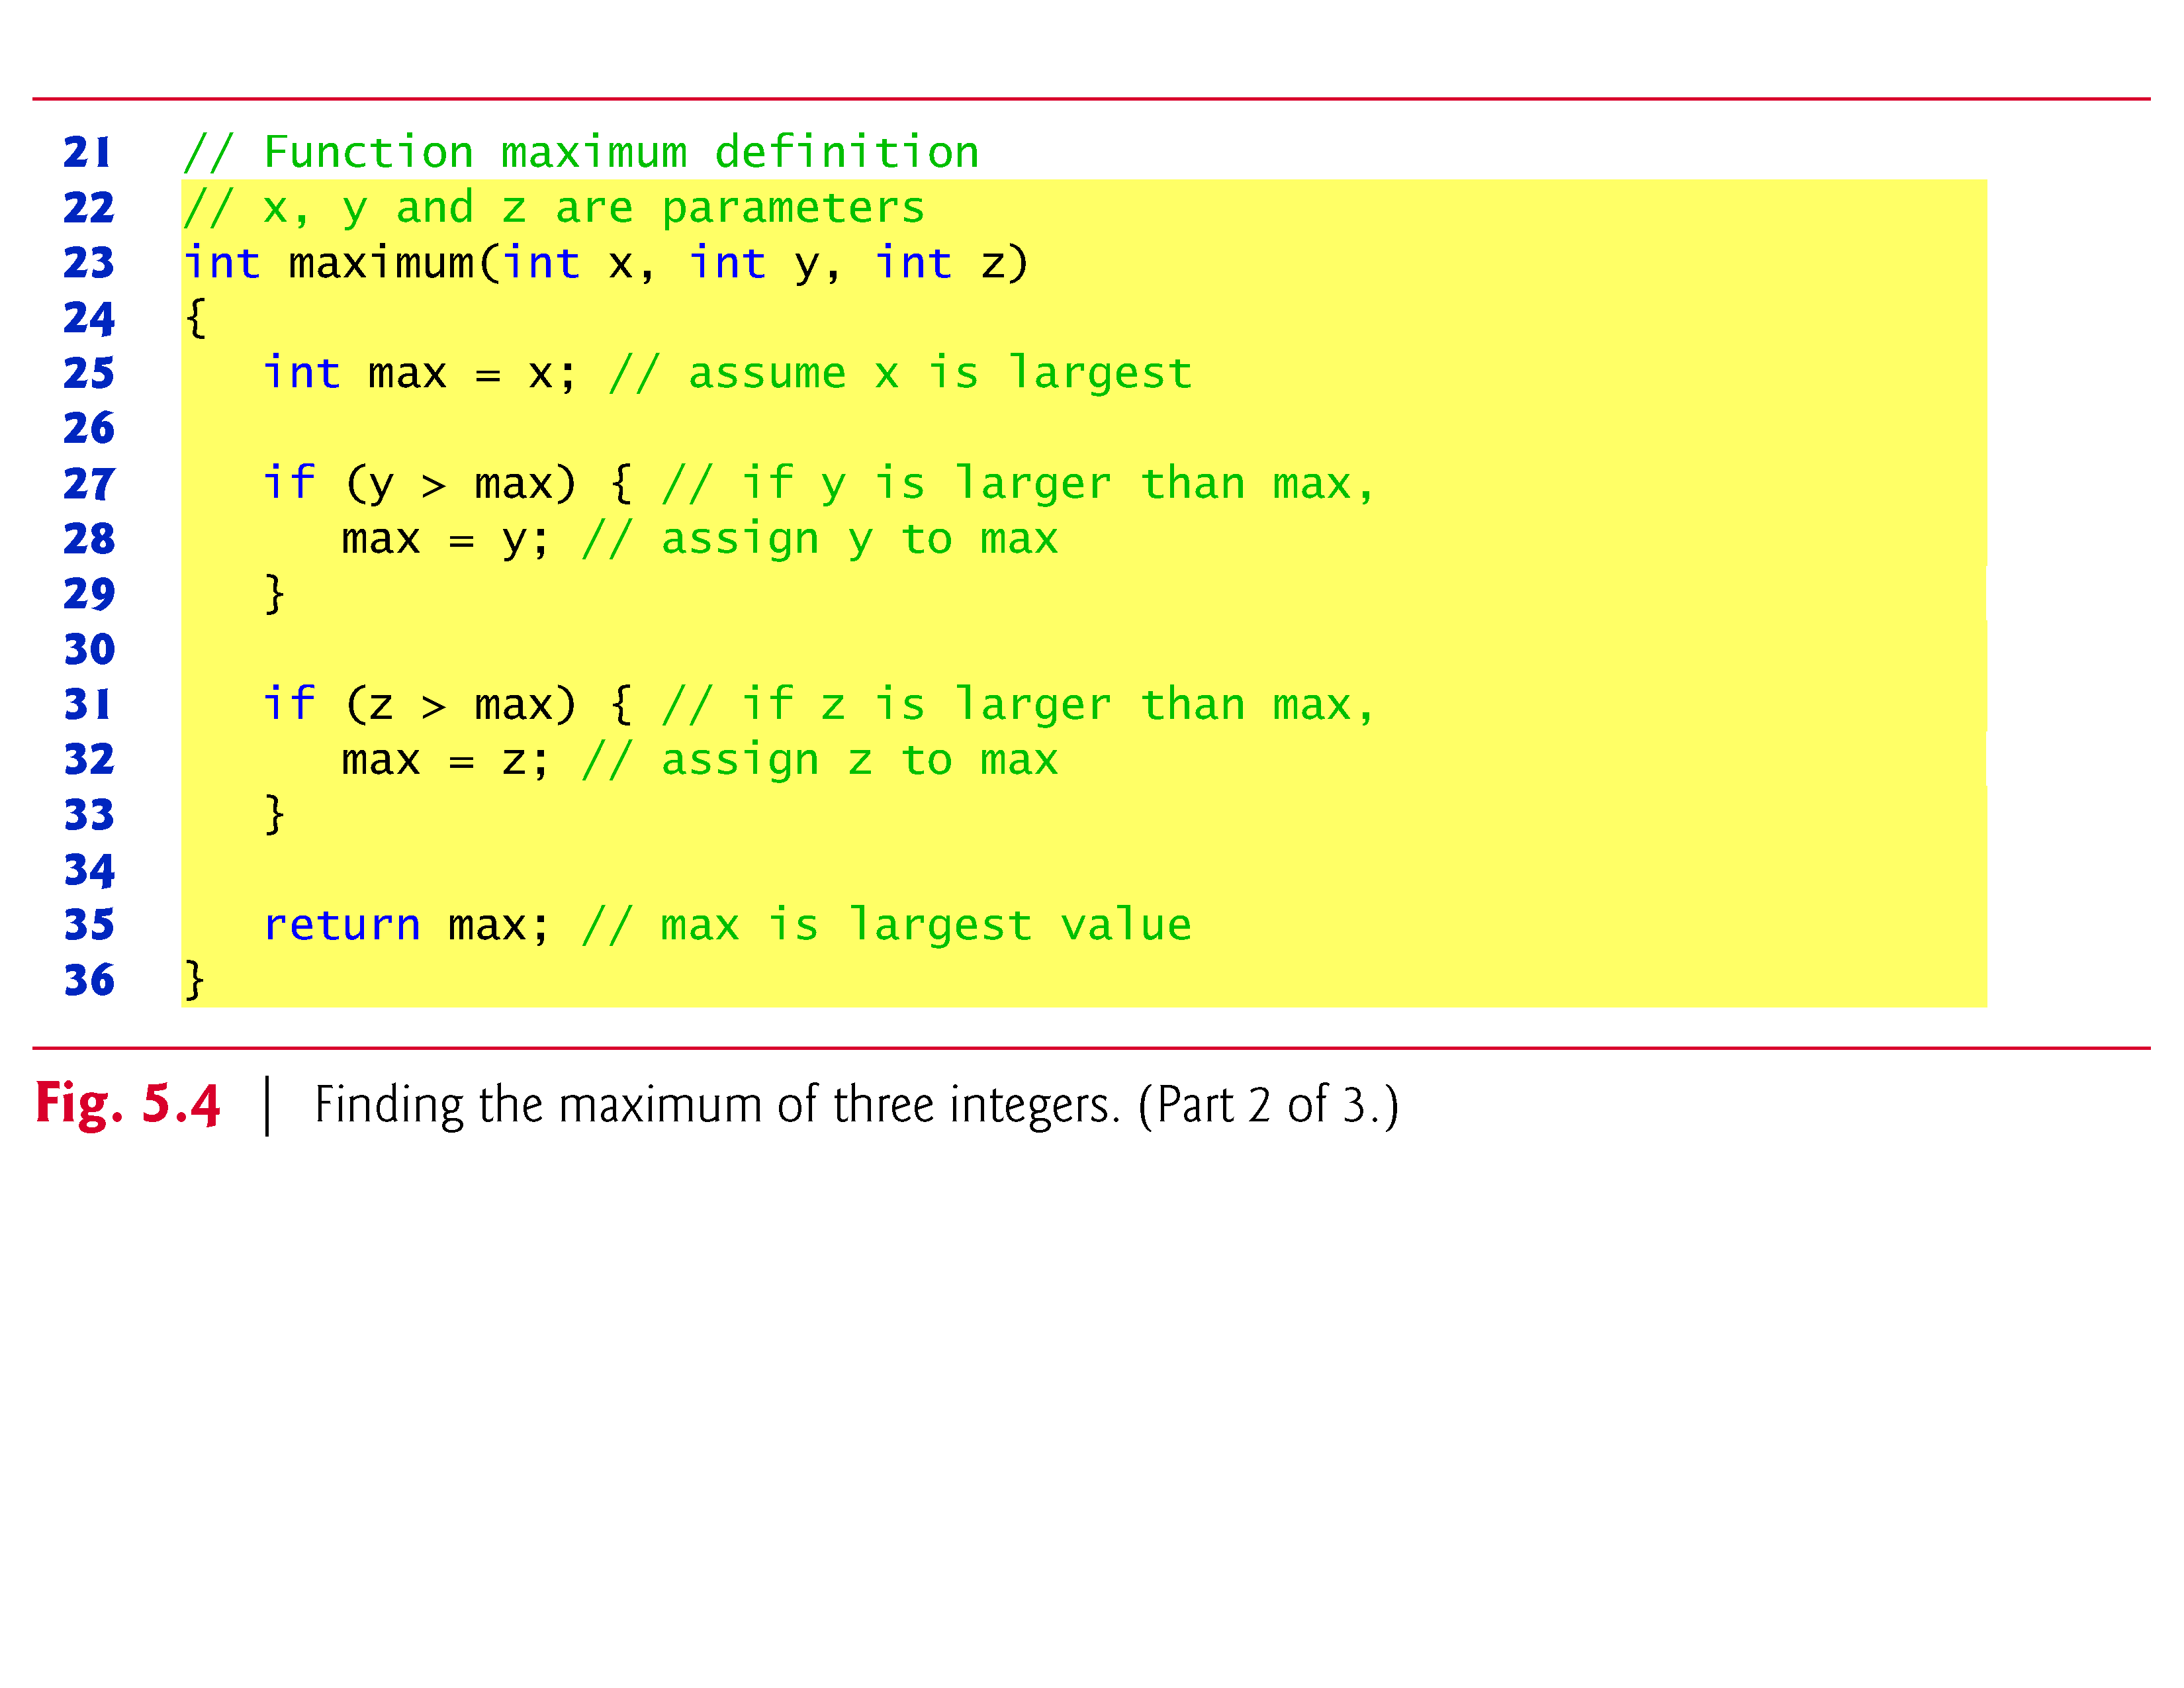 21 // Function maximum definition
22 // x, y and z are parameters
23 int maximum(int x, int y, int z)
24 {
25    int max = x; // assume x is largest
26
27    if (y > max) { // if y is larger than max,
28       max = y; // assign y to max
29    }
30
31    if (z > max) { // if z is larger than max,
32       max = z; // assign z to max
33    }
34
35    return max; // max is largest value
36 }
Fig. 5.4 | Finding the maximum of three integers. (Part 2 of 3.)